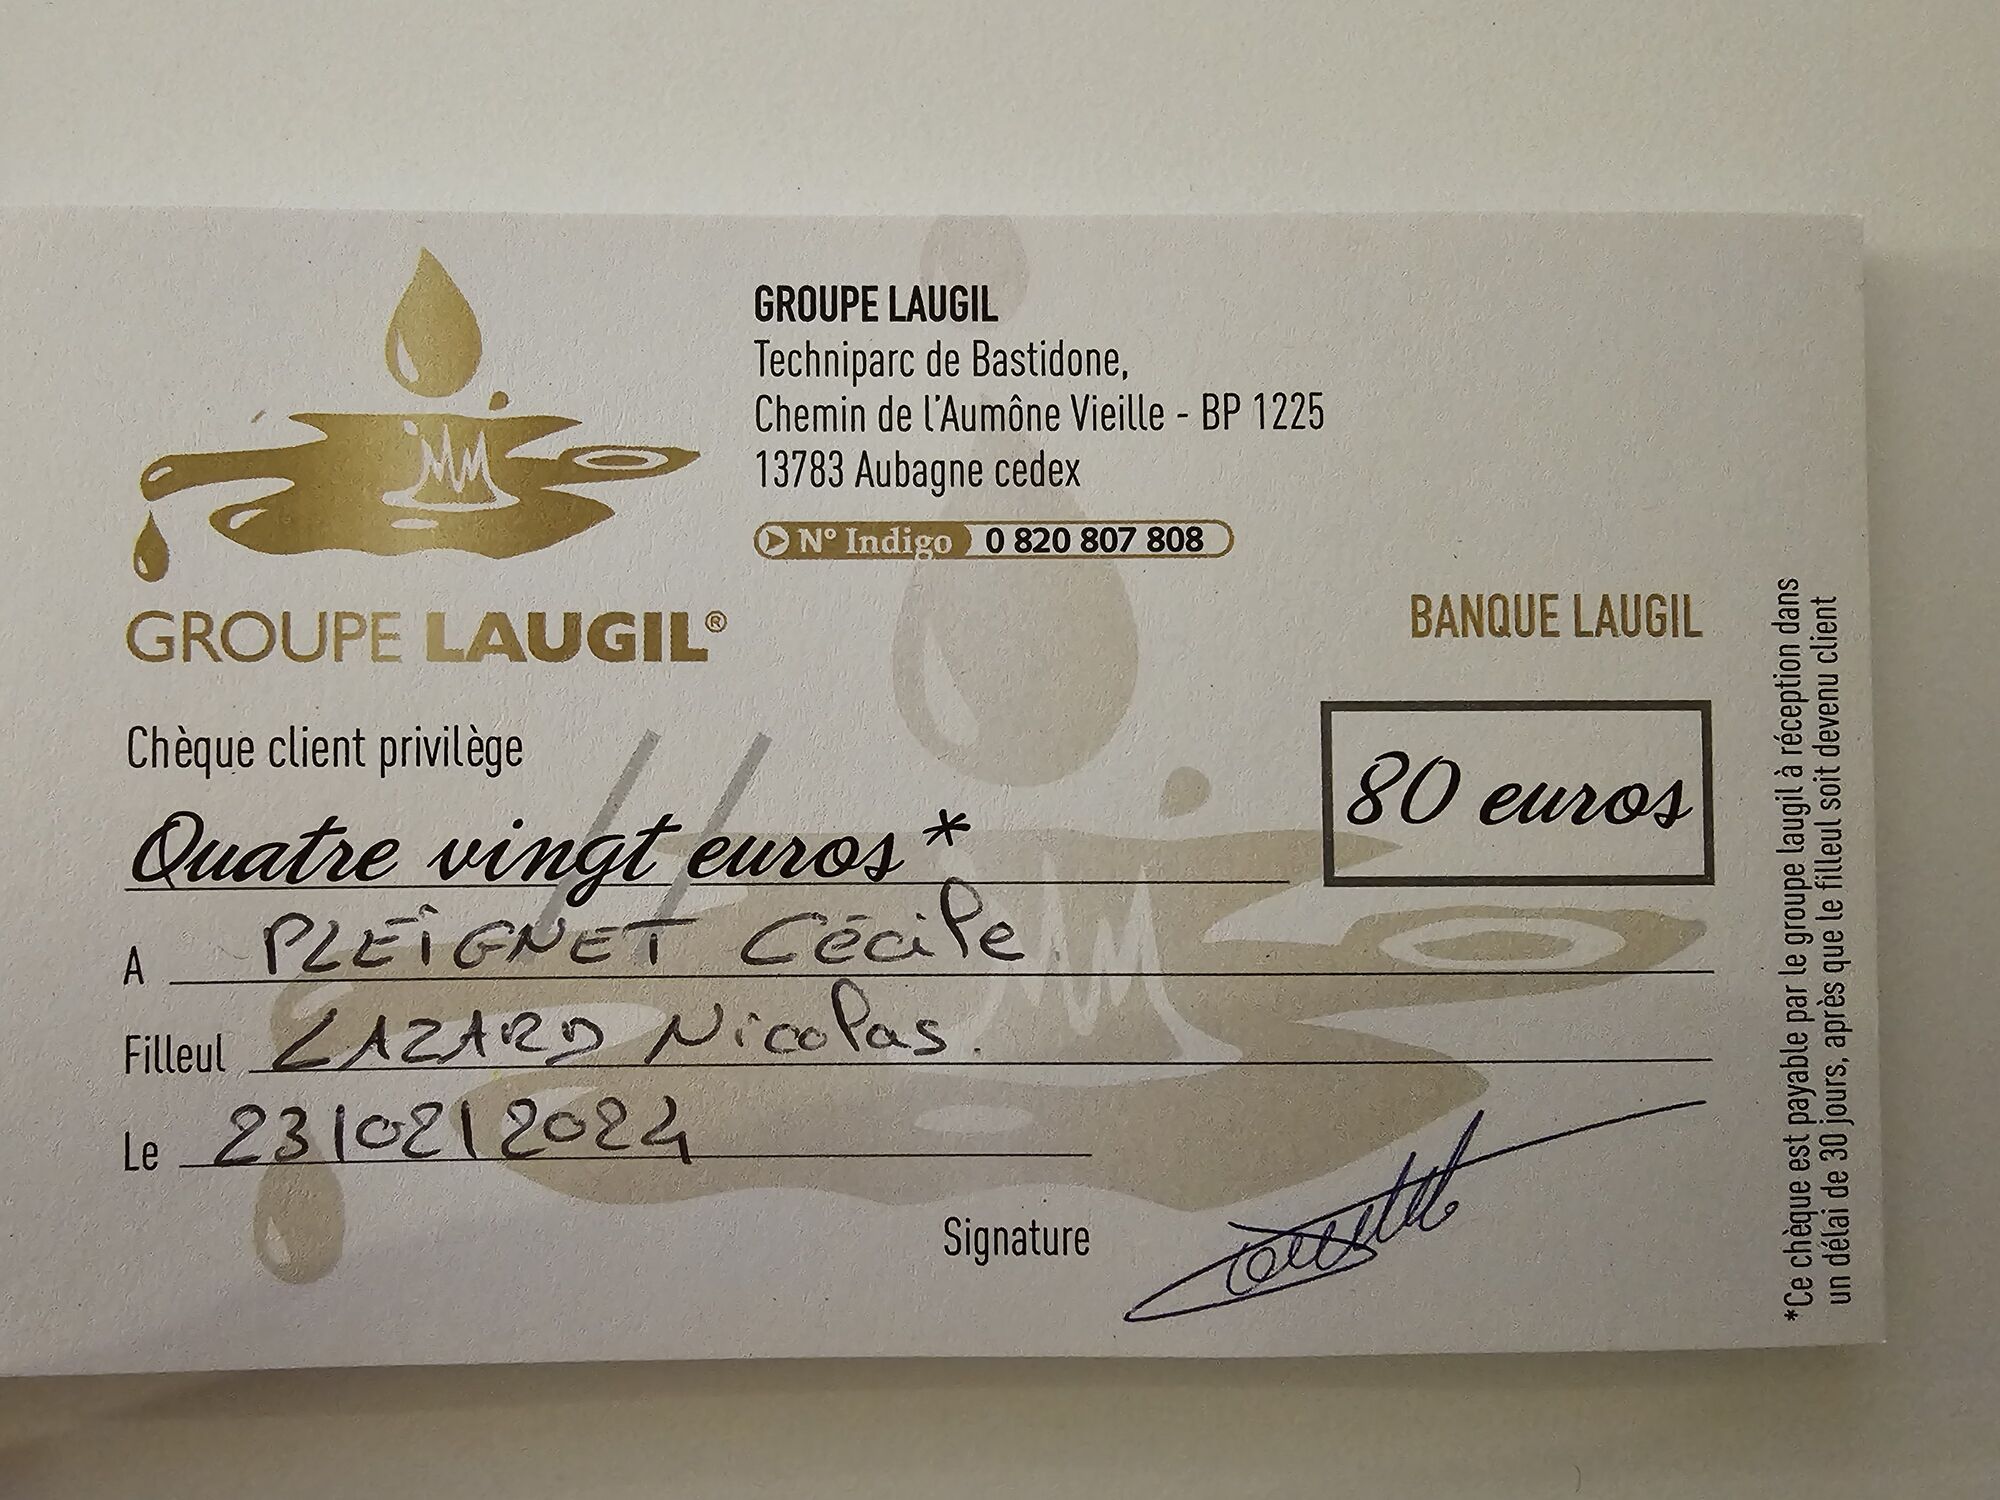 GROUPE LAUGIL
Techniparc de Bastidone,
Chemin de l'Aumône Vieille - BP 1225
13783 Aubagne cedex
N° Indigo 0 820 807 808
GROUPE LAUGIL®
BANQUE LAUGIL
Chèque client privilège
Quatre vingt euros*
80 euros
A PLEIGNET Cécile
Filleul LAZARD Nicolas.
Le 23/02/2024
Signature
*Ce chèque est payable par le groupe laugil à réception dans
un délai de 30 jours, après que le filleul soit devenu client